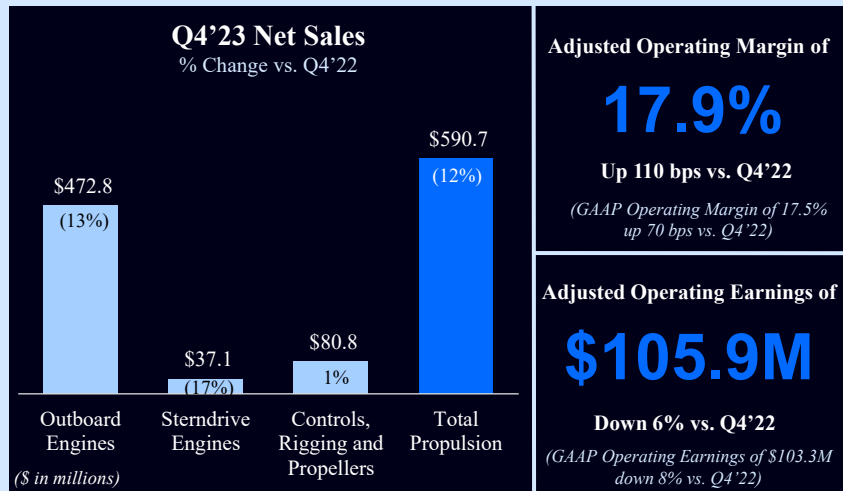 Q4’23 Net Sales
% Change vs. Q4’22
$472.8
(13%)
$37.1
(17%)
$80.8
1%
$590.7
(12%)
Outboard
Engines
Sterndrive
Engines
Controls,
Rigging and
Propellers
Total
Propulsion
($ in millions)
Adjusted Operating Margin of
17.9%
Up 110 bps vs. Q4’22
(GAAP Operating Margin of 17.5%
up 70 bps vs. Q4’22)
Adjusted Operating Earnings of
$105.9M
Down 6% vs. Q4’22
(GAAP Operating Earnings of $103.3M
down 8% vs. Q4’22)